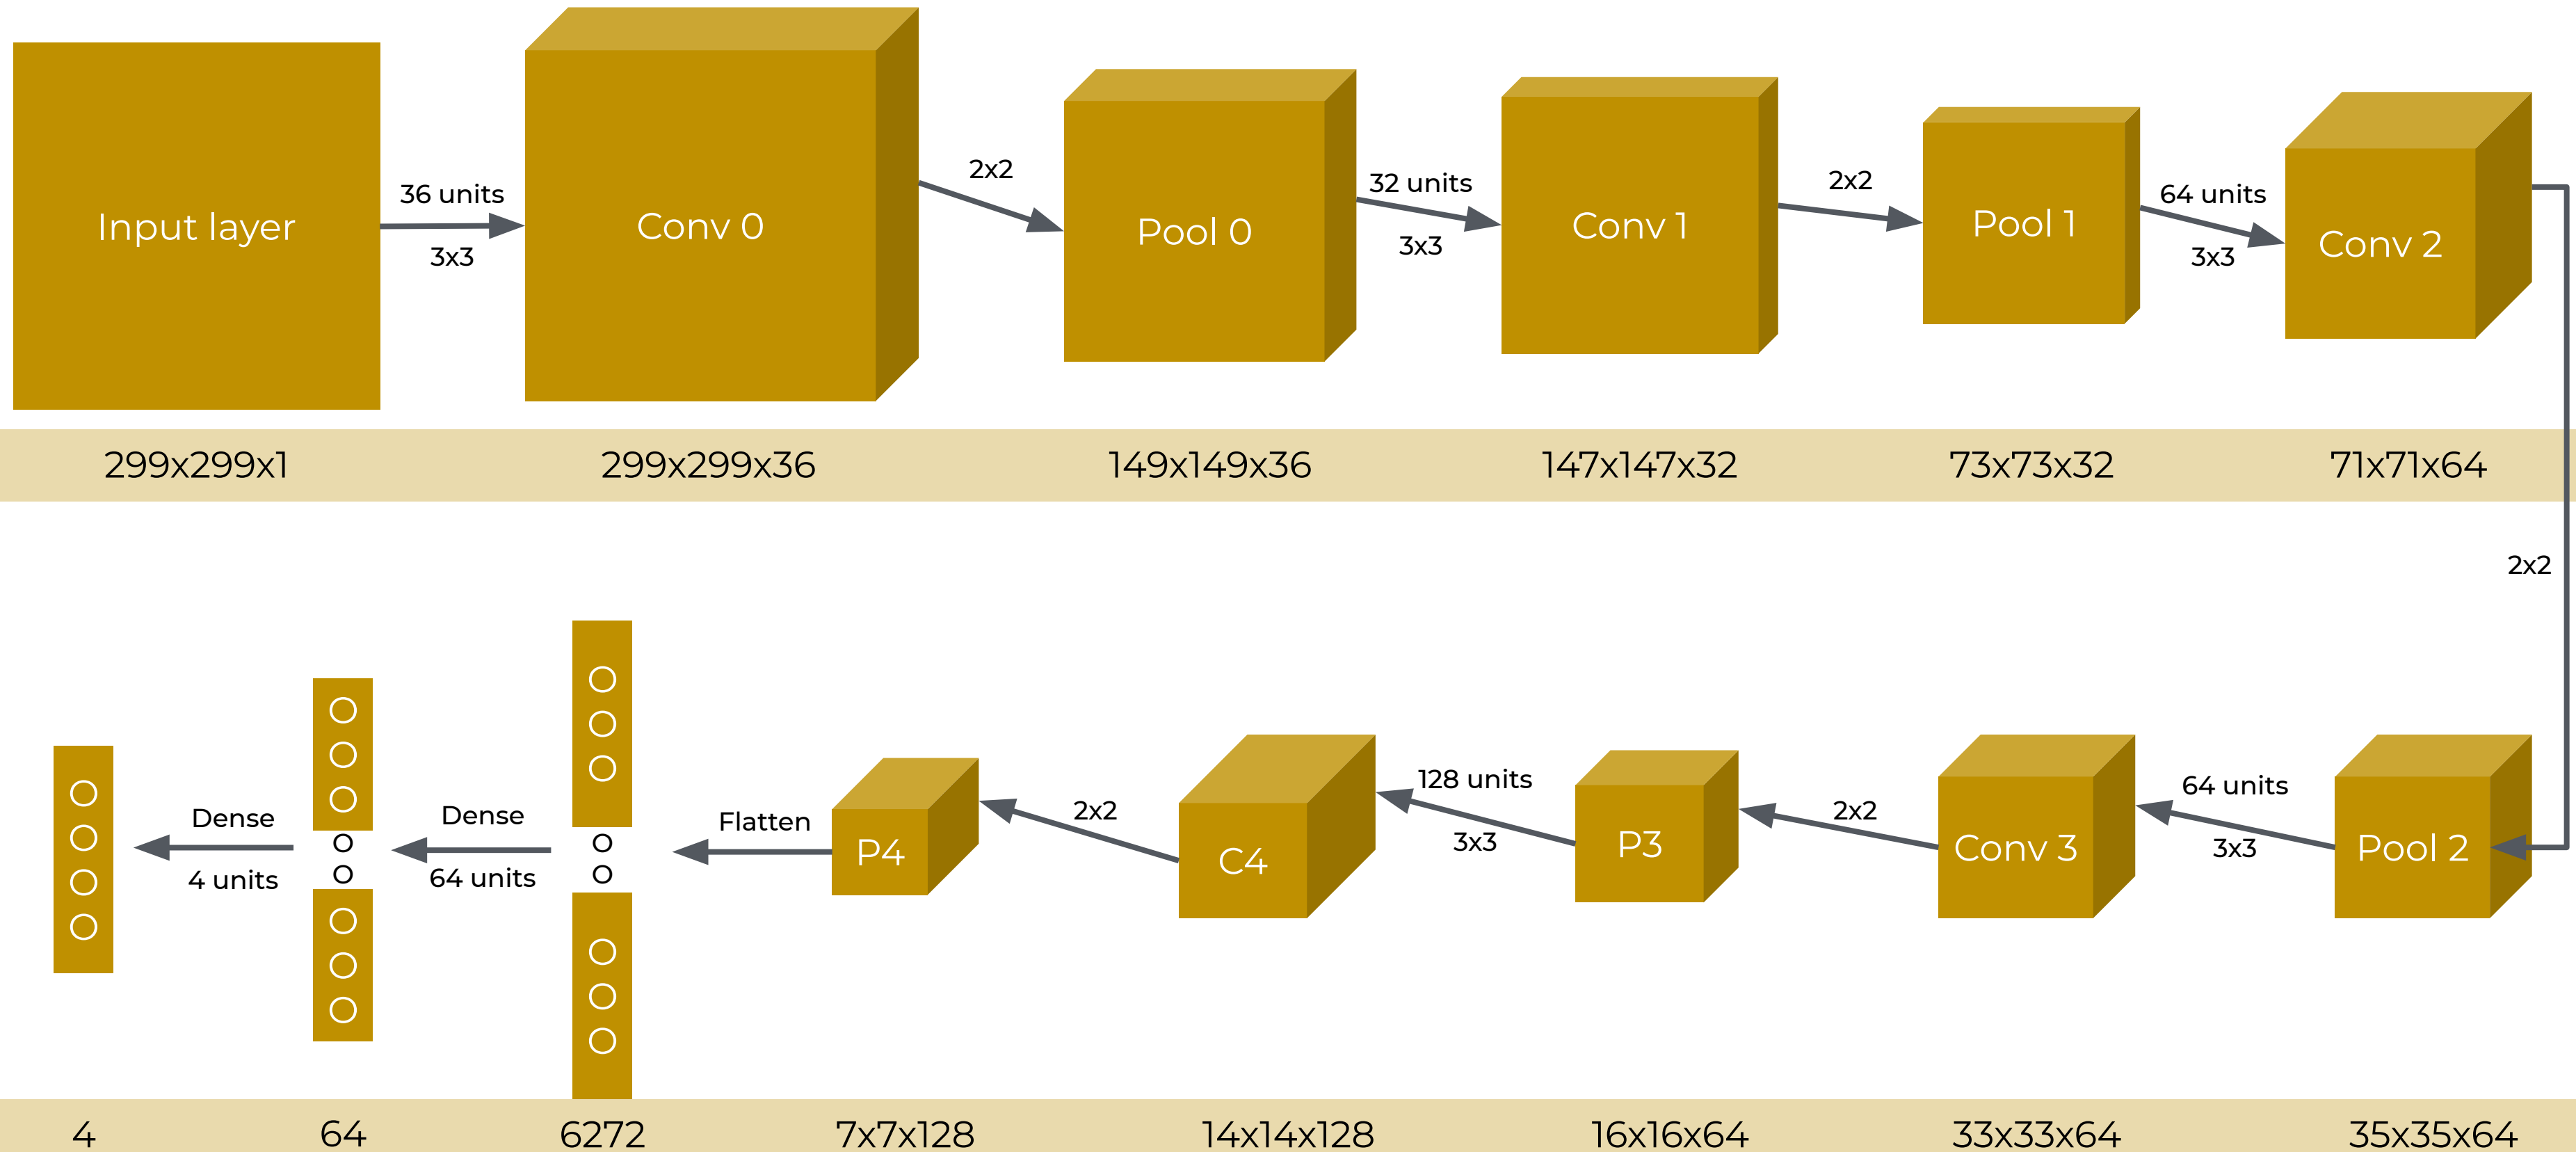 Input layer
36 units
3x3
Conv 0
2x2
Pool 0
32 units
3x3
Conv 1
2x2
Pool 1
64 units
3x3
Conv 2
299x299x1
299x299x36
149x149x36
147x147x32
73x73x32
71x71x64
2x2
Dense
4 units
Dense
64 units
Flatten
P4
2x2
C4
128 units
3x3
P3
2x2
Conv 3
64 units
3x3
Pool 2
4
64
6272
7x7x128
14x14x128
16x16x64
33x33x64
35x35x64